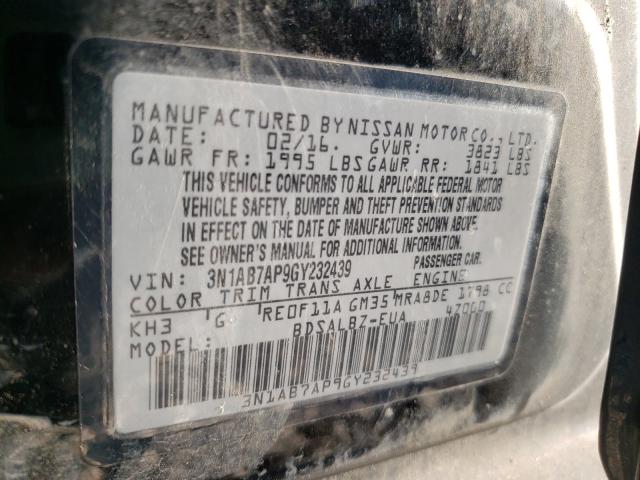 MANUFACTURED BY NISSAN MOTOR CO., LTD.
DATE: 02/16. GVWR: 3823 LBS
GAWR FR: 1995 LBS GAWR RR: 1841 LBS
THIS VEHICLE CONFORMS TO ALL APPLICABLE FEDERAL MOTOR
VEHICLE SAFETY, BUMPER AND THEFT PREVENTION STANDARDS
IN EFFECT ON THE DATE OF MANUFACTURE SHOWN ABOVE.
SEE OWNER'S MANUAL FOR ADDITIONAL INFORMATION.
VIN: 3N1AB7AP9GY232439 PASSENGER CAR.
COLOR TRIM TRANS AXLE ENGINE
KH3 G RE0F11A GM35 MRA8DE 1798 CC
MODEL: BDSALBZ-EUA 4Z060
3N1AB7AP9GY232439